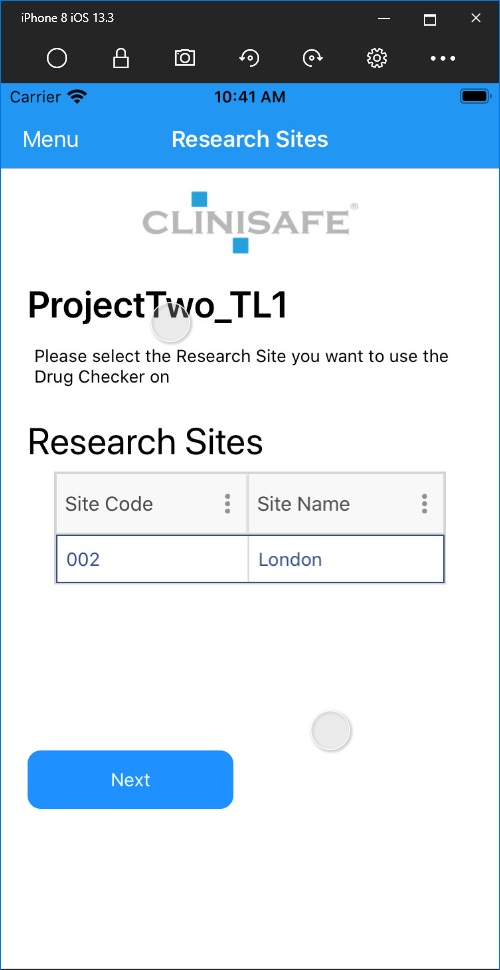 iPhone 8 iOS 13.3
Carrier 10:41 AM
Menu Research Sites
CLINISAFE®
ProjectTwo_TL1
Please select the Research Site you want to use the
Drug Checker on
Research Sites
Site Code Site Name
002 London
Next